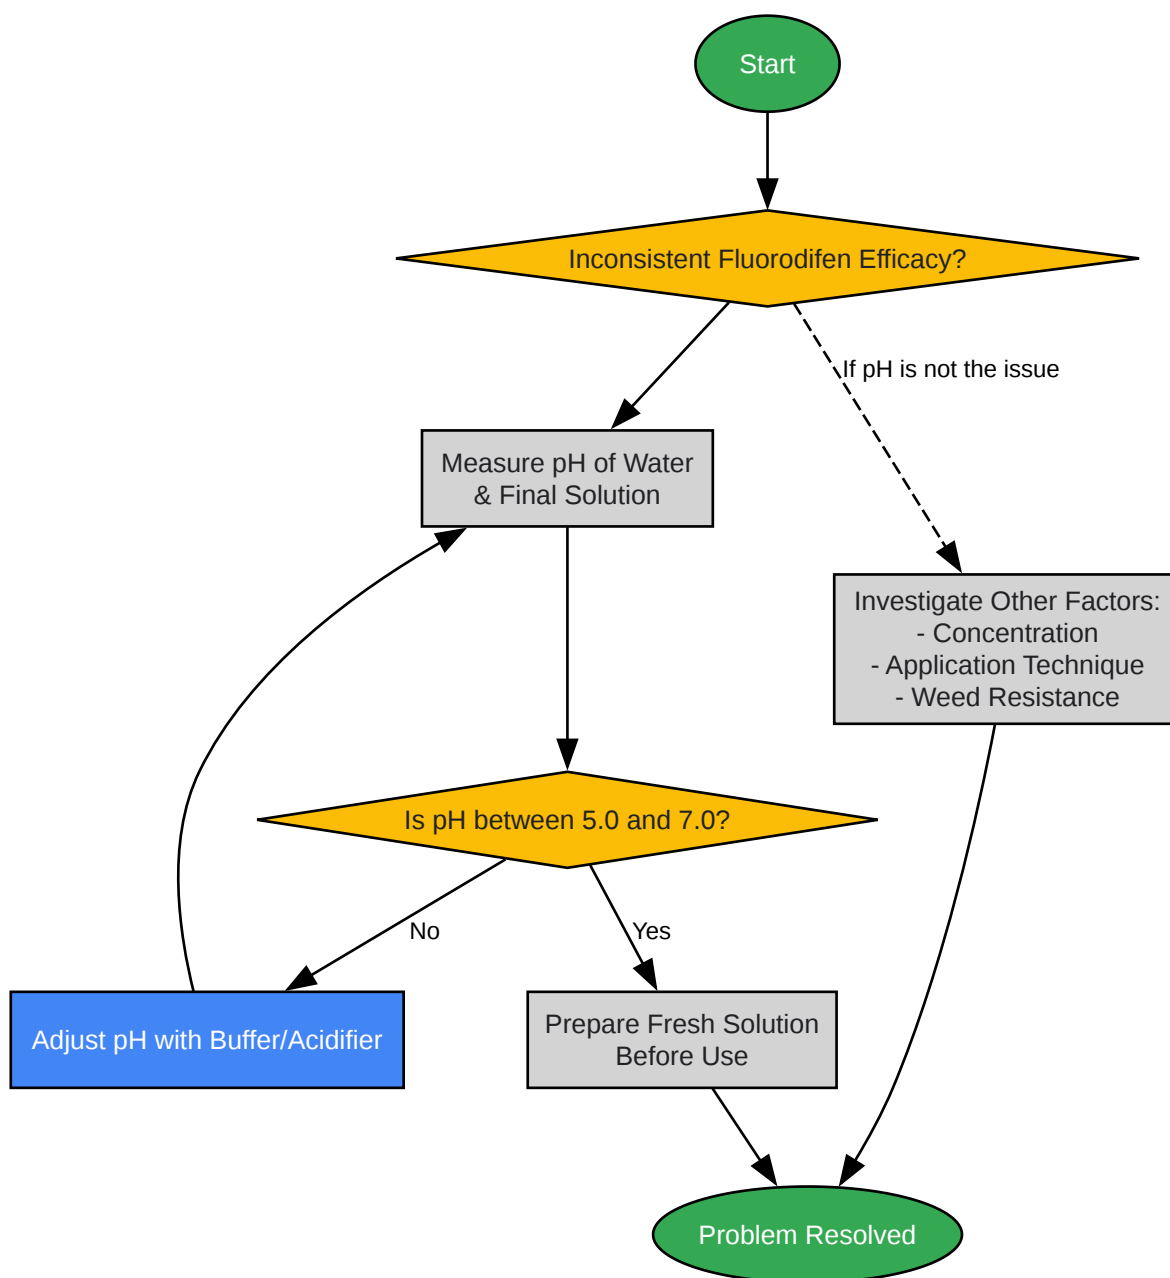 Start
Inconsistent Fluorodifen Efficacy?
If pH is not the issue
Measure pH of Water
& Final Solution
Investigate Other Factors:
- Concentration
- Application Technique
- Weed Resistance
Is pH between 5.0 and 7.0?
No
Yes
Adjust pH with Buffer/Acidifier
Prepare Fresh Solution
Before Use
Problem Resolved